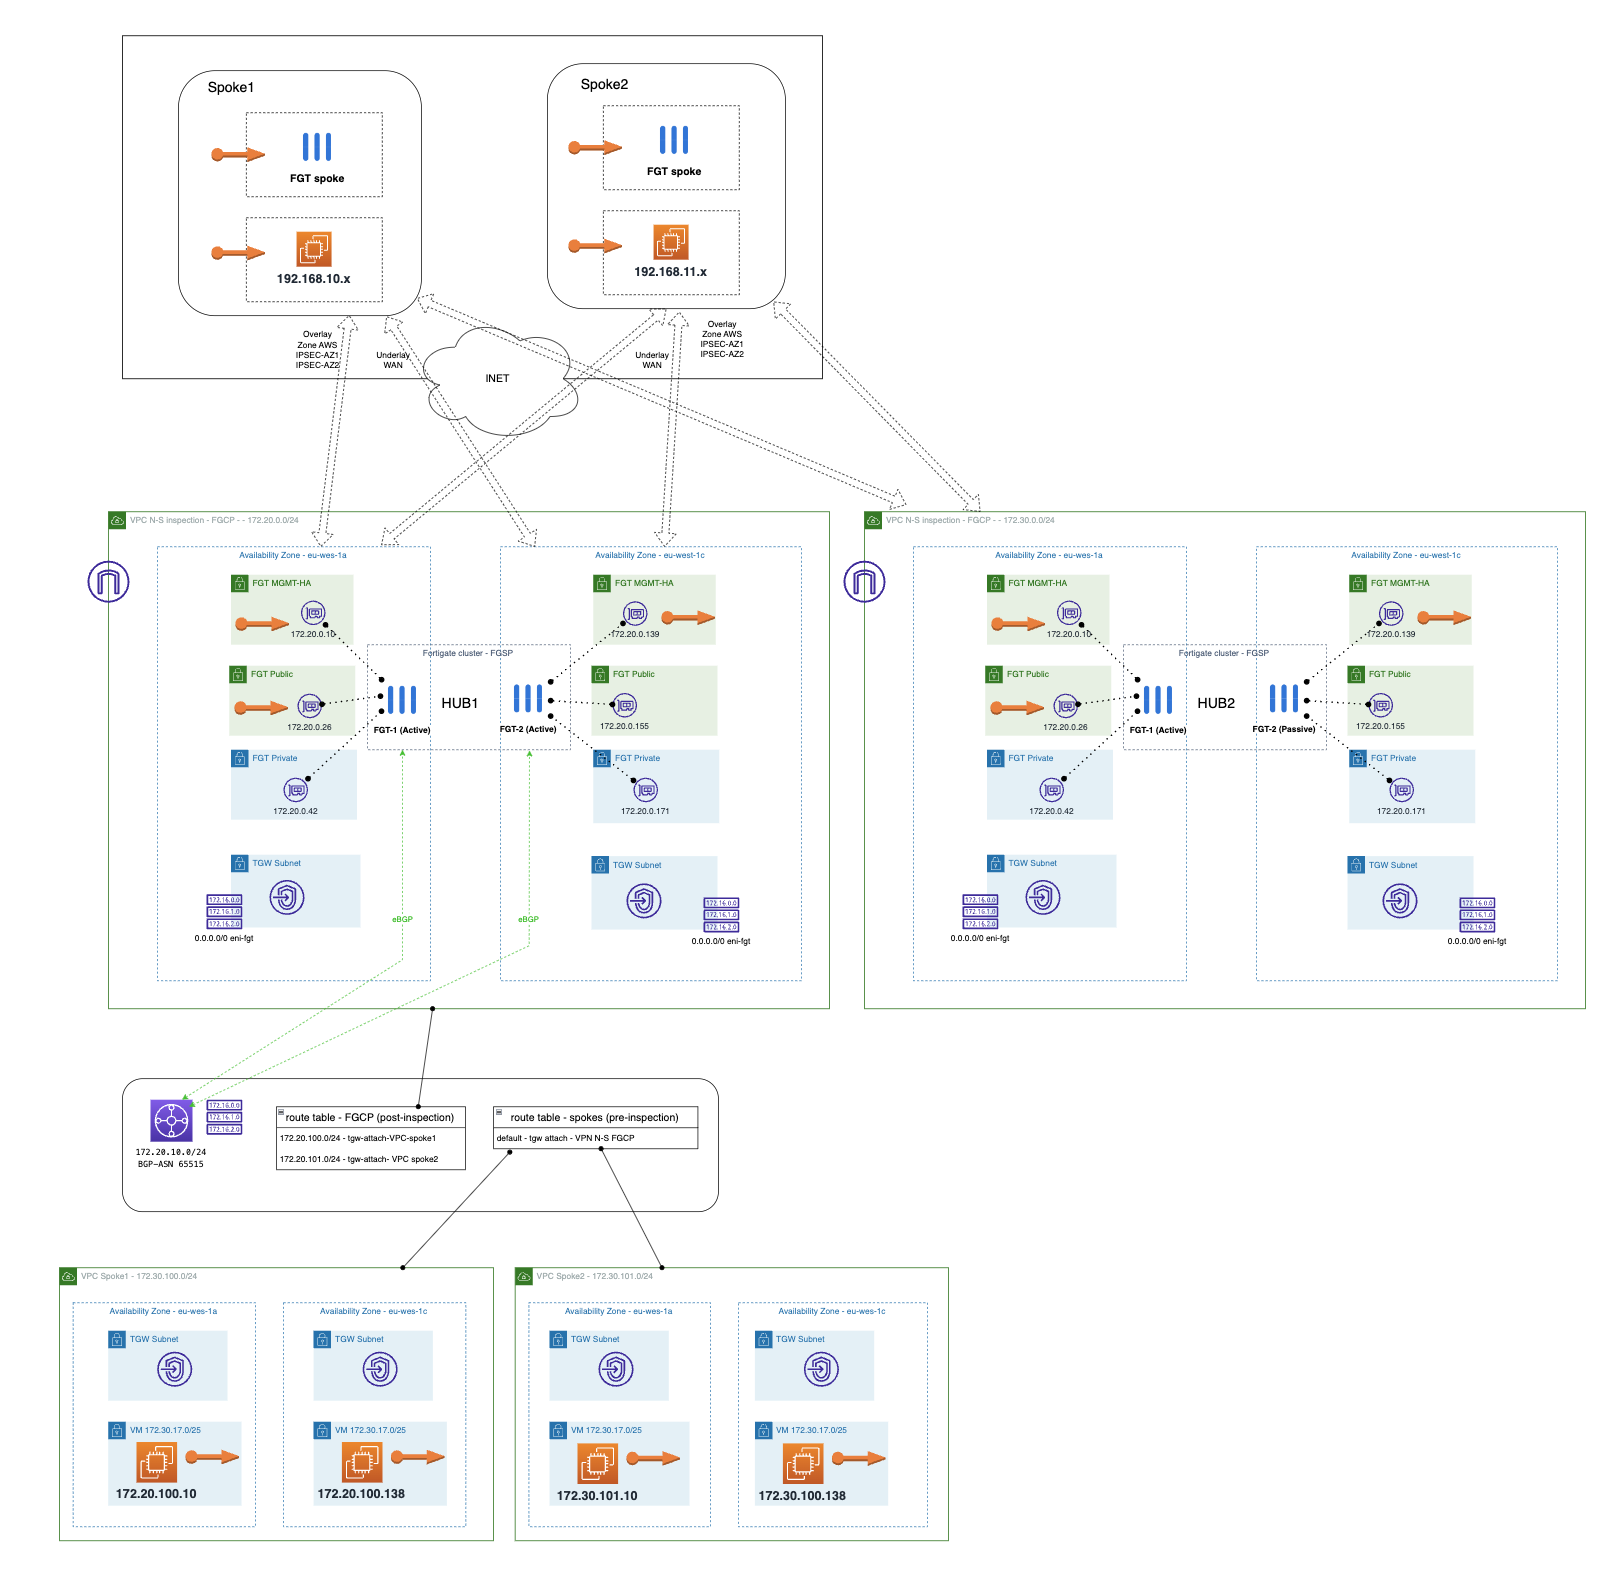 Spoke1
FGT spoke
192.168.10.x
Spoke2
FGT spoke
192.168.11.x
Overlay
Zone AWS
IPSEC-AZ1
IPSEC-AZ2
Underlay
WAN
INET
Underlay
WAN
Overlay
Zone AWS
IPSEC-AZ1
IPSEC-AZ2
VPC N-S inspection - FGCP - - 172.20.0.0/24
Availability Zone - eu-wes-1a
FGT MGMT-HA
172.20.0.10
FGT Public
172.20.0.26
FGT Private
172.20.0.42
TGW Subnet
172.16.0.0
172.16.1.0
172.16.2.0
0.0.0.0/0 eni-fgt
Fortigate cluster - FGSP
HUB1
FGT-1 (Active)
FGT-2 (Active)
eBGP
eBGP
Availability Zone - eu-west-1c
FGT MGMT-HA
172.20.0.139
FGT Public
172.20.0.155
FGT Private
172.20.0.171
TGW Subnet
172.16.0.0
172.16.1.0
172.16.2.0
0.0.0.0/0 eni-fgt
VPC N-S inspection - FGCP - - 172.30.0.0/24
Availability Zone - eu-wes-1a
FGT MGMT-HA
172.20.0.10
FGT Public
172.20.0.26
FGT Private
172.20.0.42
TGW Subnet
172.16.0.0
172.16.1.0
172.16.2.0
0.0.0.0/0 eni-fgt
Fortigate cluster - FGSP
HUB2
FGT-1 (Active)
FGT-2 (Passive)
Availability Zone - eu-west-1c
FGT MGMT-HA
172.20.0.139
FGT Public
172.20.0.155
FGT Private
172.20.0.171
TGW Subnet
172.16.0.0
172.16.1.0
172.16.2.0
0.0.0.0/0 eni-fgt
172.16.0.0
172.16.1.0
172.16.2.0
172.20.10.0/24
BGP-ASN 65515
route table - FGCP (post-inspection)
172.20.100.0/24 - tgw-attach-VPC-spoke1
172.20.101.0/24 - tgw-attach- VPC spoke2
route table - spokes (pre-inspection)
default - tgw attach - VPN N-S FGCP
VPC Spoke1 - 172.30.100.0/24
Availability Zone - eu-wes-1a
TGW Subnet
VM 172.30.17.0/25
172.20.100.10
Availability Zone - eu-wes-1c
TGW Subnet
VM 172.30.17.0/25
172.20.100.138
VPC Spoke2 - 172.30.101.0/24
Availability Zone - eu-wes-1a
TGW Subnet
VM 172.30.17.0/25
172.30.101.10
Availability Zone - eu-wes-1c
TGW Subnet
VM 172.30.17.0/25
172.30.100.138